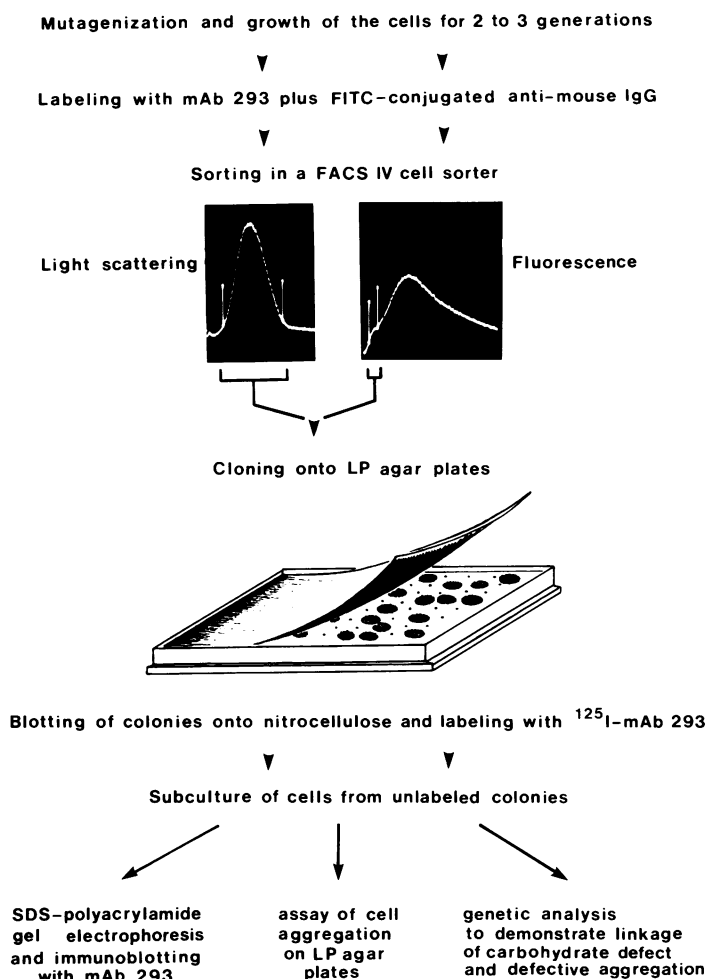 Mutagenization and growth of the cells for 2 to 3 generations
Labeling with mAb 293 plus FITC-conjugated anti-mouse IgG
Sorting in a FACS IV cell sorter
Light scattering
Fluorescence
Cloning onto LP agar plates
Blotting of colonies onto nitrocellulose and labeling with ¹²⁵I-mAb 293
Subculture of cells from unlabeled colonies
SDS-polyacrylamide
gel electrophoresis
and immunoblotting
with mAb 293
assay of cell
aggregation
on LP agar
plates
genetic analysis
to demonstrate linkage
of carbohydrate defect
and defective aggregation